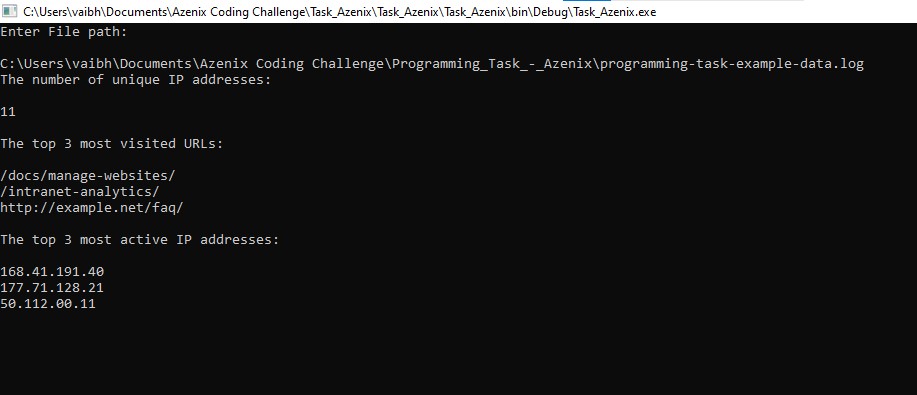 C:\Users\vaibh\Documents\Azenix Coding Challenge\Task_Azenix\Task_Azenix\Task_Azenix\bin\Debug\Task_Azenix.exe
Enter File path:
C:\Users\vaibh\Documents\Azenix Coding Challenge\Programming_Task_-_Azenix\programming-task-example-data.log
The number of unique IP addresses:
11
The top 3 most visited URLs:
/docs/manage-websites/
/intranet-analytics/
http://example.net/faq/
The top 3 most active IP addresses:
168.41.191.40
177.71.128.21
50.112.00.11